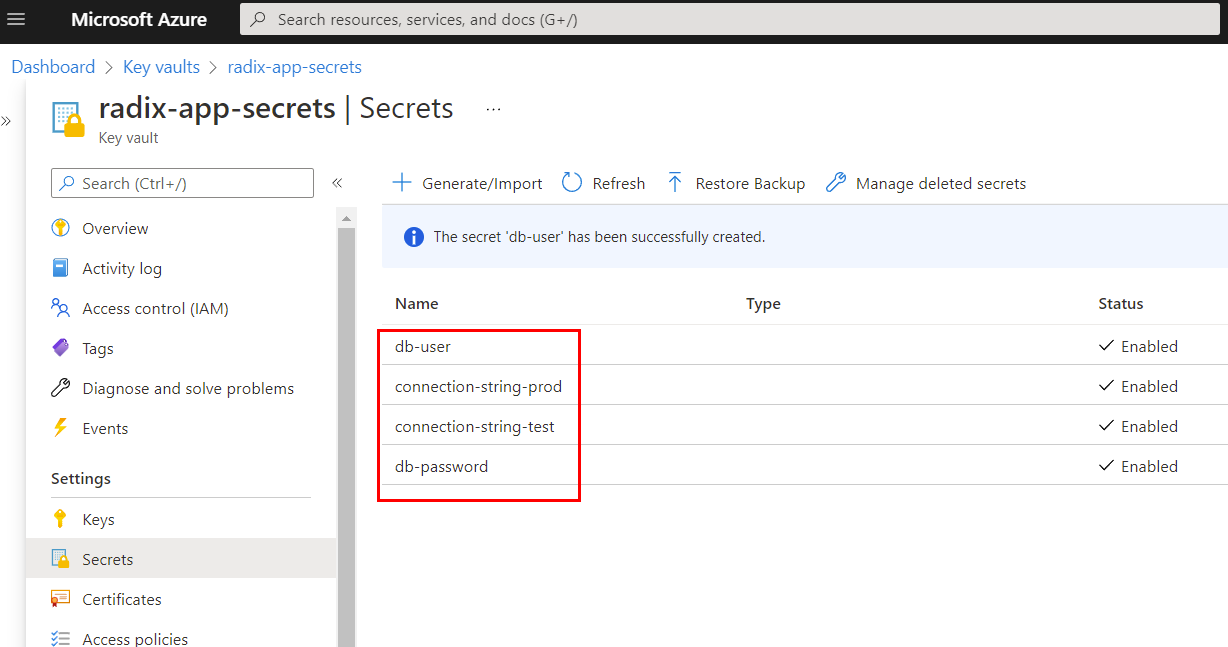 Microsoft Azure
Search resources, services, and docs (G+/)
Dashboard > Key vaults > radix-app-secrets
»
radix-app-secrets | Secrets ...
Key vault
Search (Ctrl+/)
«
Generate/Import
Refresh
Restore Backup
Manage deleted secrets
Overview
Activity log
Access control (IAM)
Tags
Diagnose and solve problems
Events
Settings
Keys
Secrets
Certificates
Access policies
The secret 'db-user' has been successfully created.
Name Type Status
db-user Enabled
connection-string-prod Enabled
connection-string-test Enabled
db-password Enabled